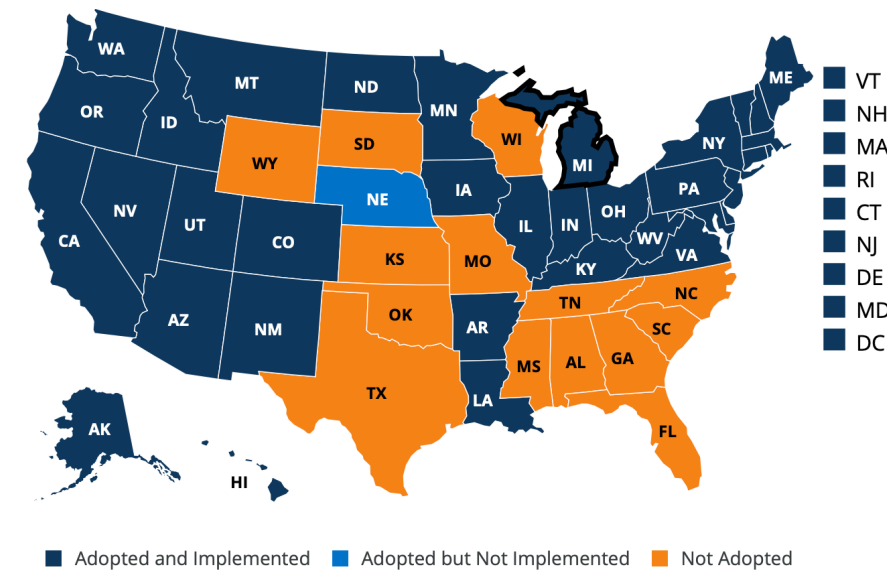 WA
MT
ND
MN
ME
VT
OR
ID
NH
SD
WI
NY
MA
WY
MI
RI
NE
IA
PA
CT
NV
UT
CO
IL
IN
OH
WV
NJ
CA
KS
MO
KY
VA
DE
AZ
NM
OK
AR
TN
NC
MD
SC
DC
TX
MS
AL
GA
LA
FL
AK
HI
Adopted and Implemented Adopted but Not Implemented Not Adopted